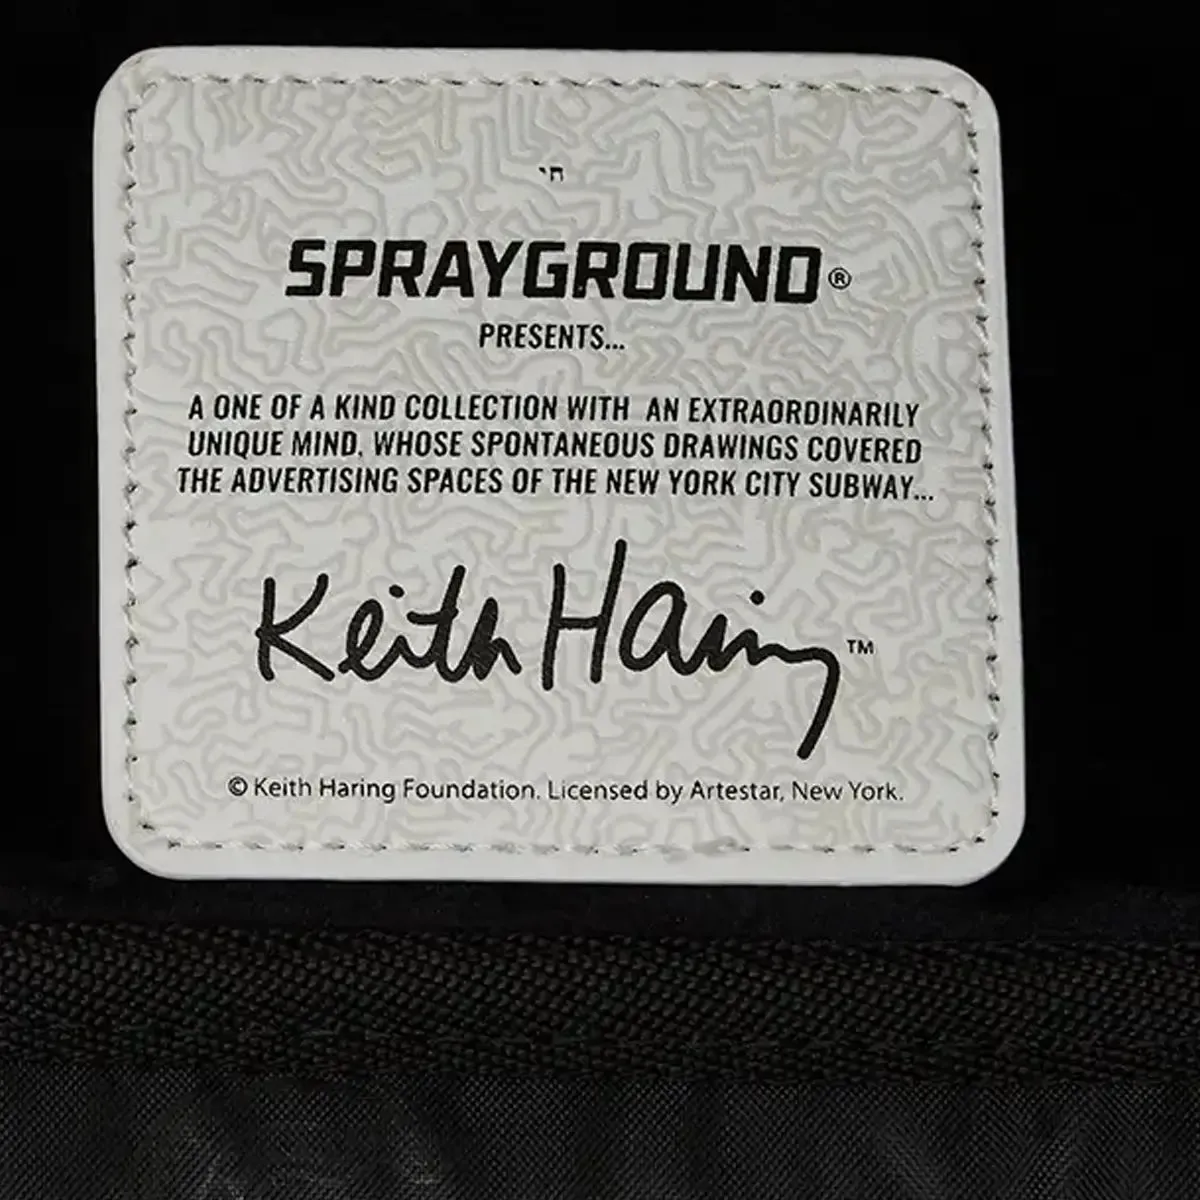 חי
SPRAYGROUND®
PRESENTS...
A ONE OF A KIND COLLECTION WITH AN EXTRAORDINARILY
UNIQUE MIND, WHOSE SPONTANEOUS DRAWINGS COVERED
THE ADVERTISING SPACES OF THE NEW YORK CITY SUBWAY...
Keith Haring™
© Keith Haring Foundation. Licensed by Artestar, New York.